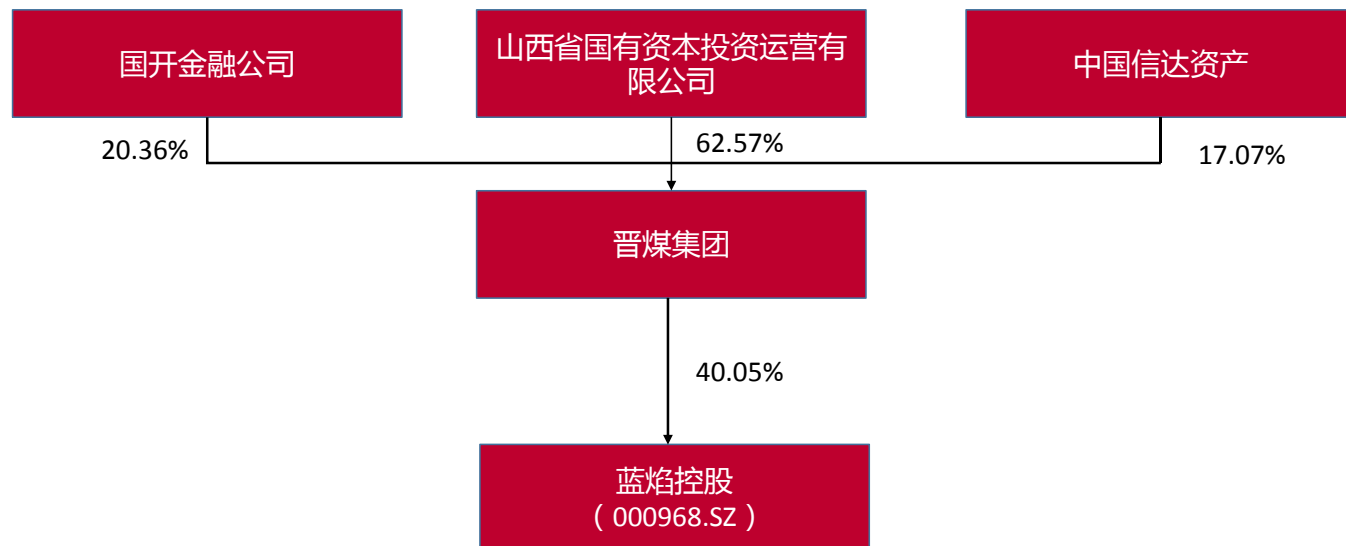 国开金融公司
山西省国有资本投资运营有
限公司
中国信达资产
20.36%
62.57%
17.07%
晋煤集团
40.05%
蓝焰控股
（000968.SZ）